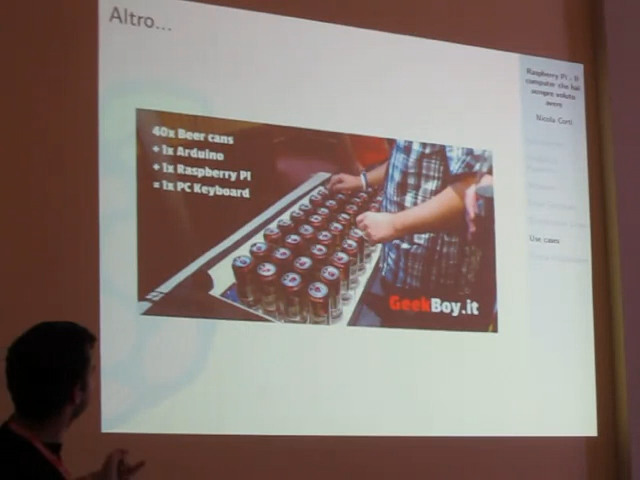 Altro...
40x Beer cans
+ 1x Arduino
+ 1x Raspberry PI
= 1x PC Keyboard
GeekBoy.it
Raspberry Pi - Il
computer che hai
sempre voluto
avere
Nicola Corti
Use cases